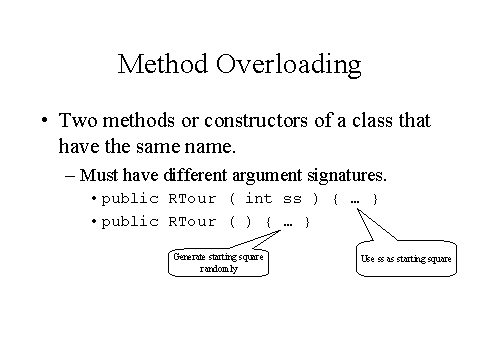 Method Overloading
• Two methods or constructors of a class that
have the same name.
– Must have different argument signatures.
• public RTour ( int ss ) { … }
• public RTour ( ) { … }
Generate starting square
randomly
Use ss as starting square